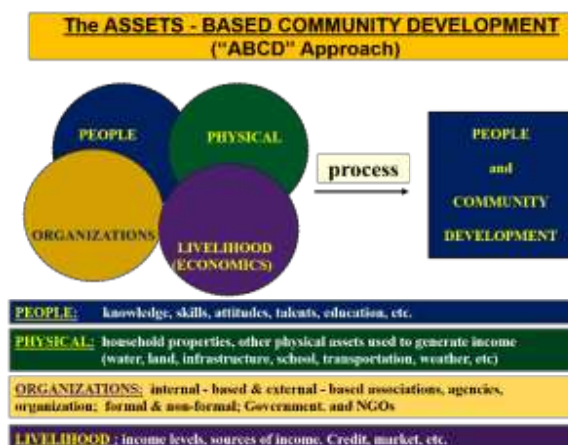 The ASSETS - BASED COMMUNITY DEVELOPMENT
("ABCD" Approach)
PEOPLE
PHYSICAL
ORGANIZATIONS
LIVELIHOOD
(ECONOMICS)
process
PEOPLE
and
COMMUNITY
DEVELOPMENT
PEOPLE: knowledge, skills, attitudes, talents, education, etc.
PHYSICAL: household properties, other physical assets used to generate income
(water, land, infrastructure, school, transportation, weather, etc)
ORGANIZATIONS: internal - based & external - based associations, agencies,
organization; formal & non-formal; Government, and NGOs
LIVELIHOOD : income levels, sources of income. Credit, market, etc.